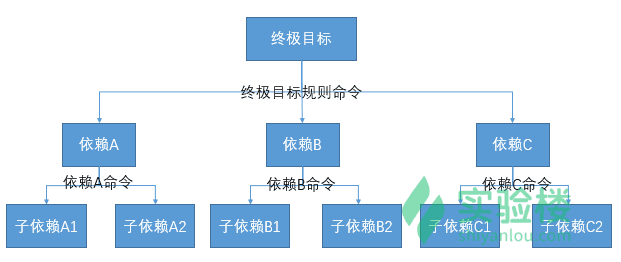 终极目标
终极目标规则命令
依赖A
依赖B
依赖C
依赖A命令
依赖B命令
依赖C命令
子依赖A1
子依赖A2
子依赖B1
子依赖B2
子依赖C1
子依赖C2
实验楼
shiyanlou.com